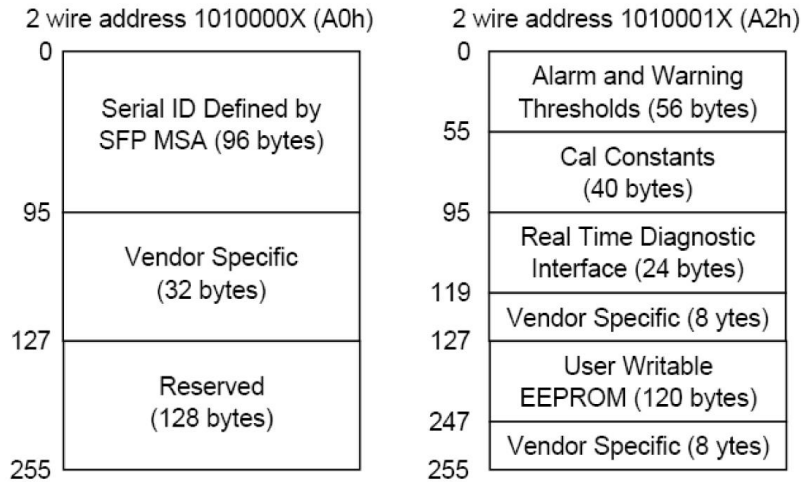 2 wire address 1010000X (A0h)
0
Serial ID Defined by
SFP MSA (96 bytes)
95
Vendor Specific
(32 bytes)
127
Reserved
(128 bytes)
255
2 wire address 1010001X (A2h)
0
Alarm and Warning
Thresholds (56 bytes)
55
Cal Constants
(40 bytes)
95
Real Time Diagnostic
Interface (24 bytes)
119
Vendor Specific (8 ytes)
127
User Writable
EEPROM (120 bytes)
247
Vendor Specific (8 ytes)
255